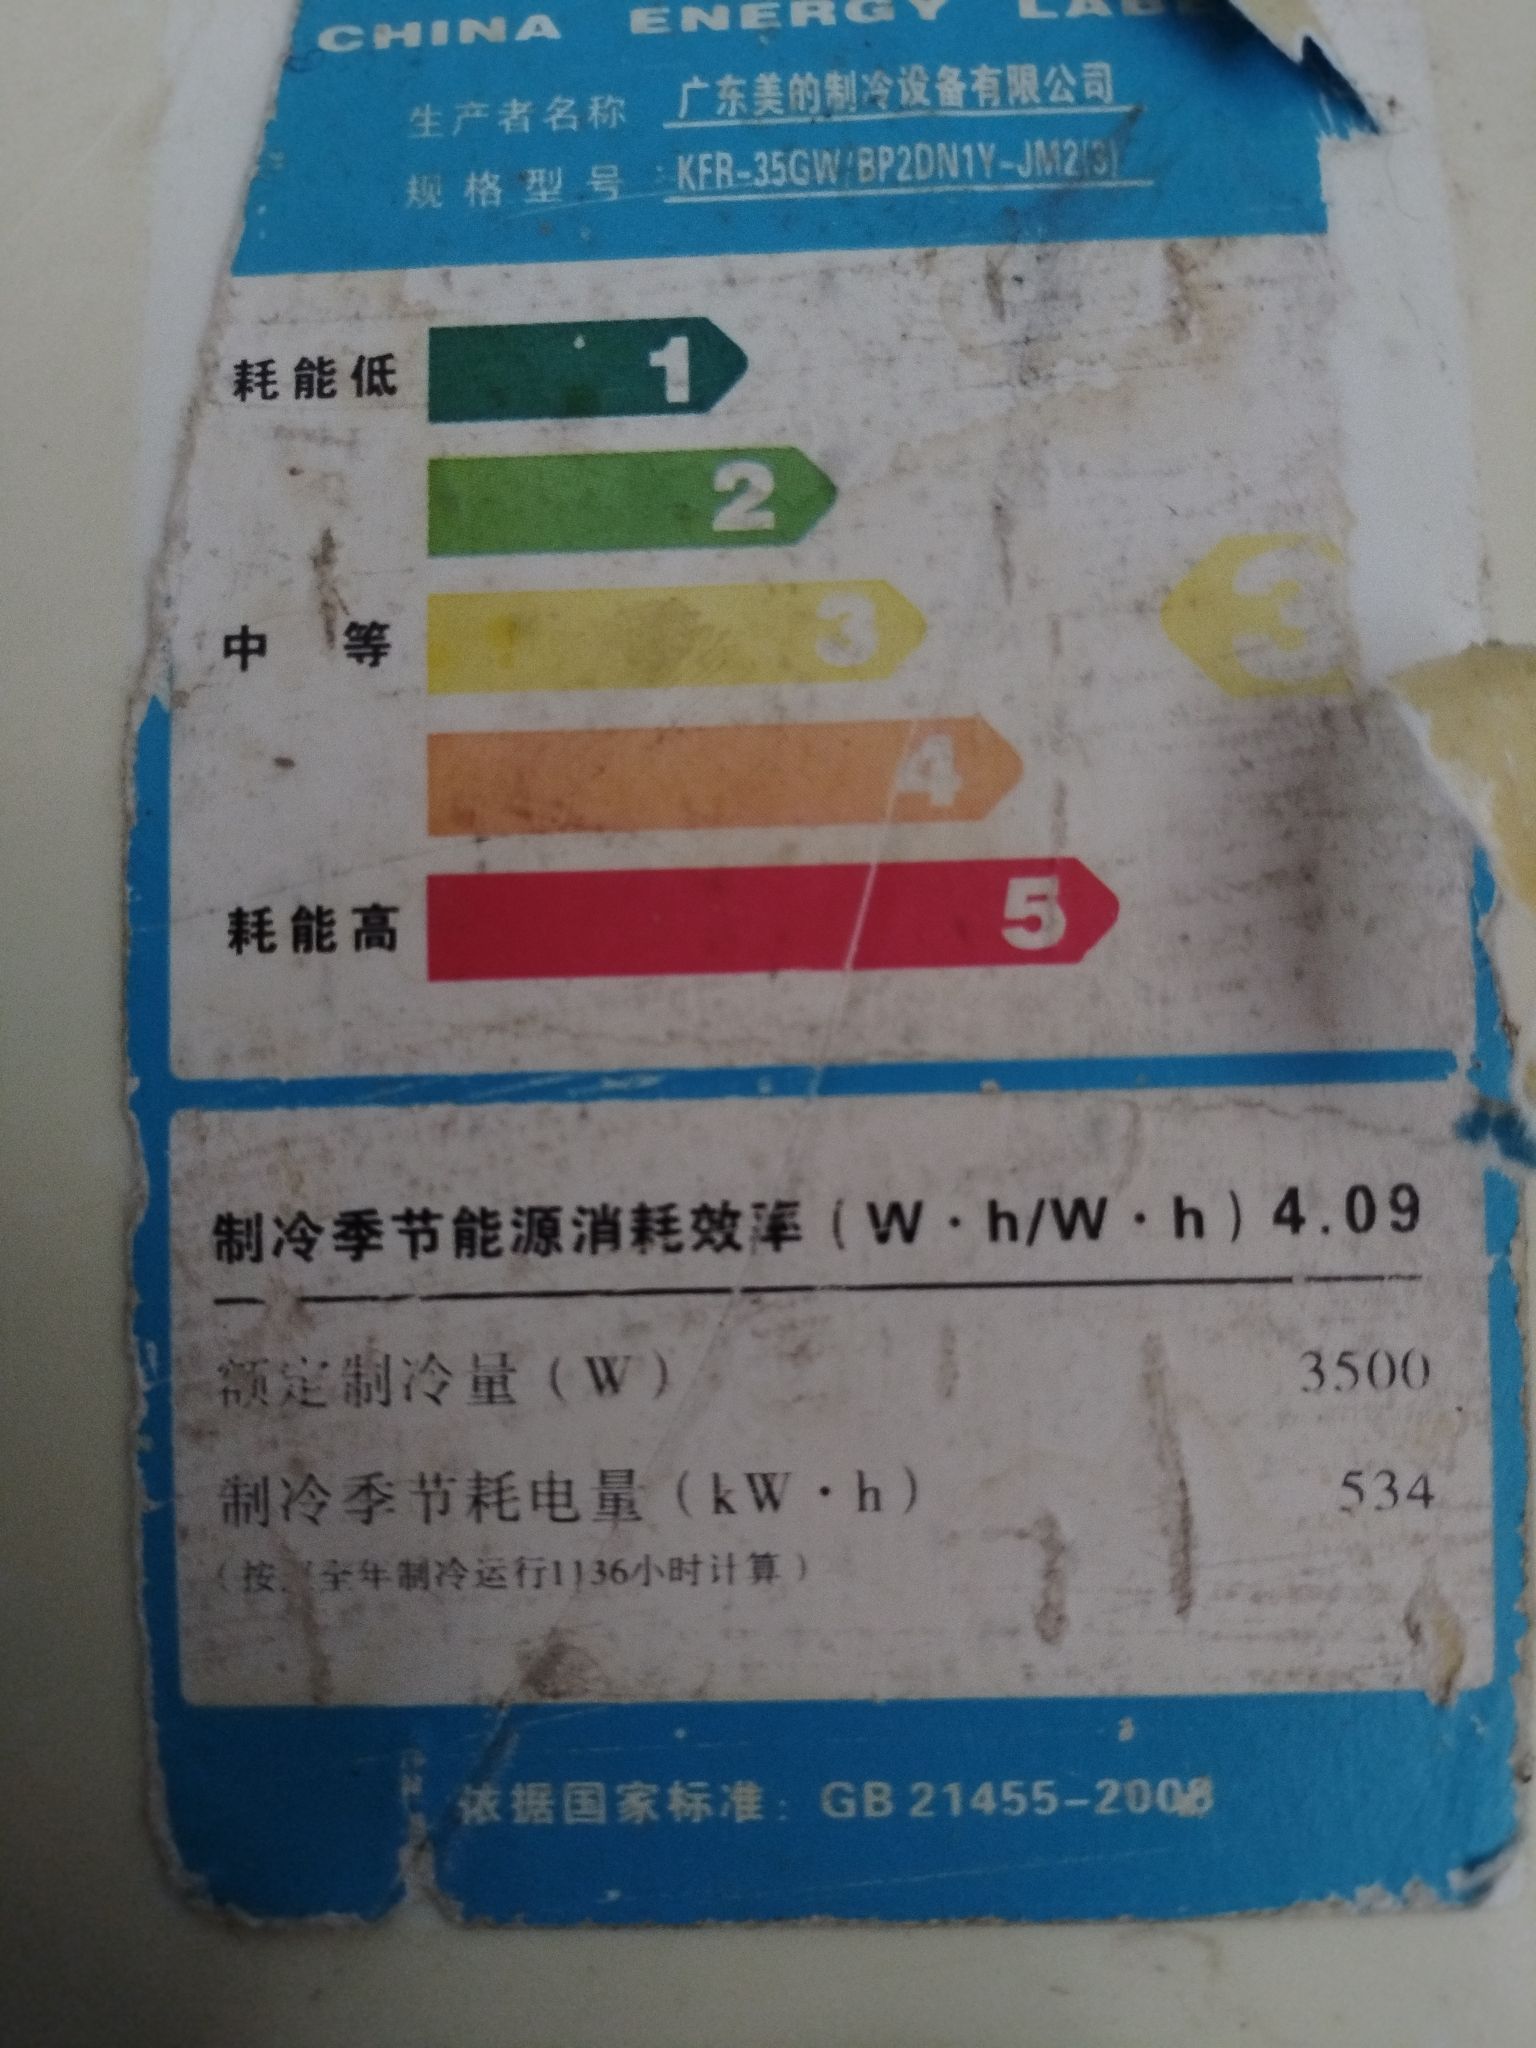 CHINA ENERGY LABE
生产者名称 广东美的制冷设备有限公司
规格型号 KFR-35GW/BP2DN1Y-JM2(3)
耗能低 1
2
中等 3 3
4
耗能高 5
制冷季节能源消耗效率(W·h/W·h) 4.09
额定制冷量(W) 3500
制冷季节耗电量(kW·h) 534
(按 全年制冷运行1136小时计算)
依据国家标准: GB 21455-2008